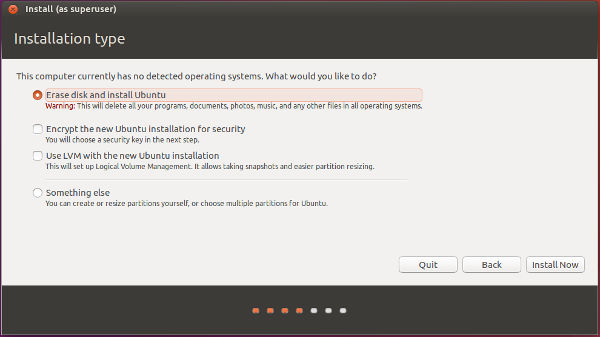 Install (as superuser)
Installation type
This computer currently has no detected operating systems. What would you like to do?
Erase disk and install Ubuntu
Warning: This will delete all your programs, documents, photos, music, and any other files in all operating systems.
Encrypt the new Ubuntu installation for security
You will choose a security key in the next step.
Use LVM with the new Ubuntu installation
This will set up Logical Volume Management. It allows taking snapshots and easier partition resizing.
Something else
You can create or resize partitions yourself, or choose multiple partitions for Ubuntu.
Quit
Back
Install Now